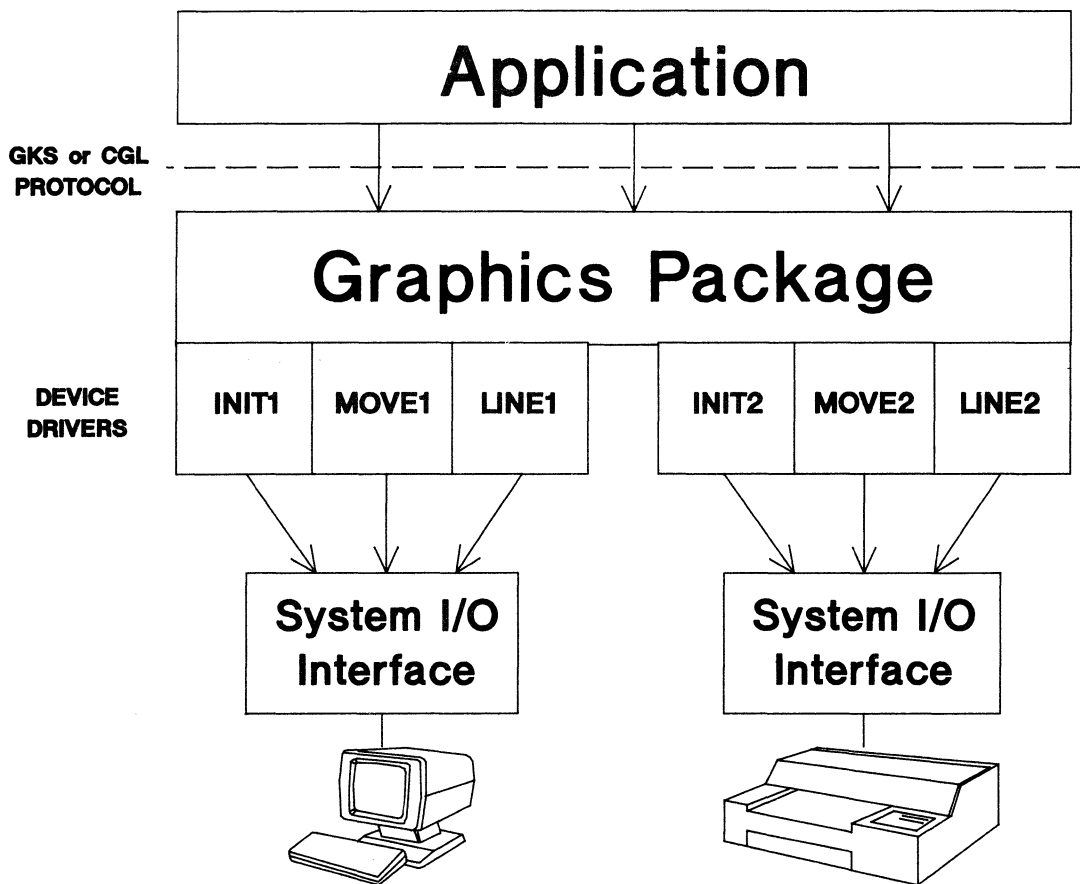 Application
GKS or CGL
PROTOCOL
Graphics Package
DEVICE
DRIVERS
INIT1
MOVE1
LINE1
INIT2
MOVE2
LINE2
System I/O
Interface
System I/O
Interface